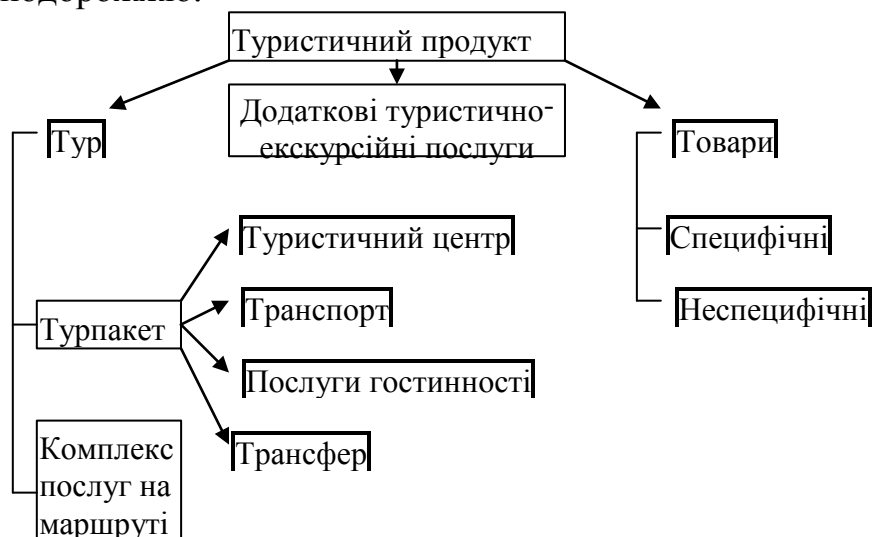 Туристичний продукт
Додаткові туристично-
екскурсійні послуги
Тур
Товари
Туристичний центр
Специфічні
Транспорт
Неспецифічні
Турпакет
Послуги гостинності
Трансфер
Комплекс
послуг на
маршруті